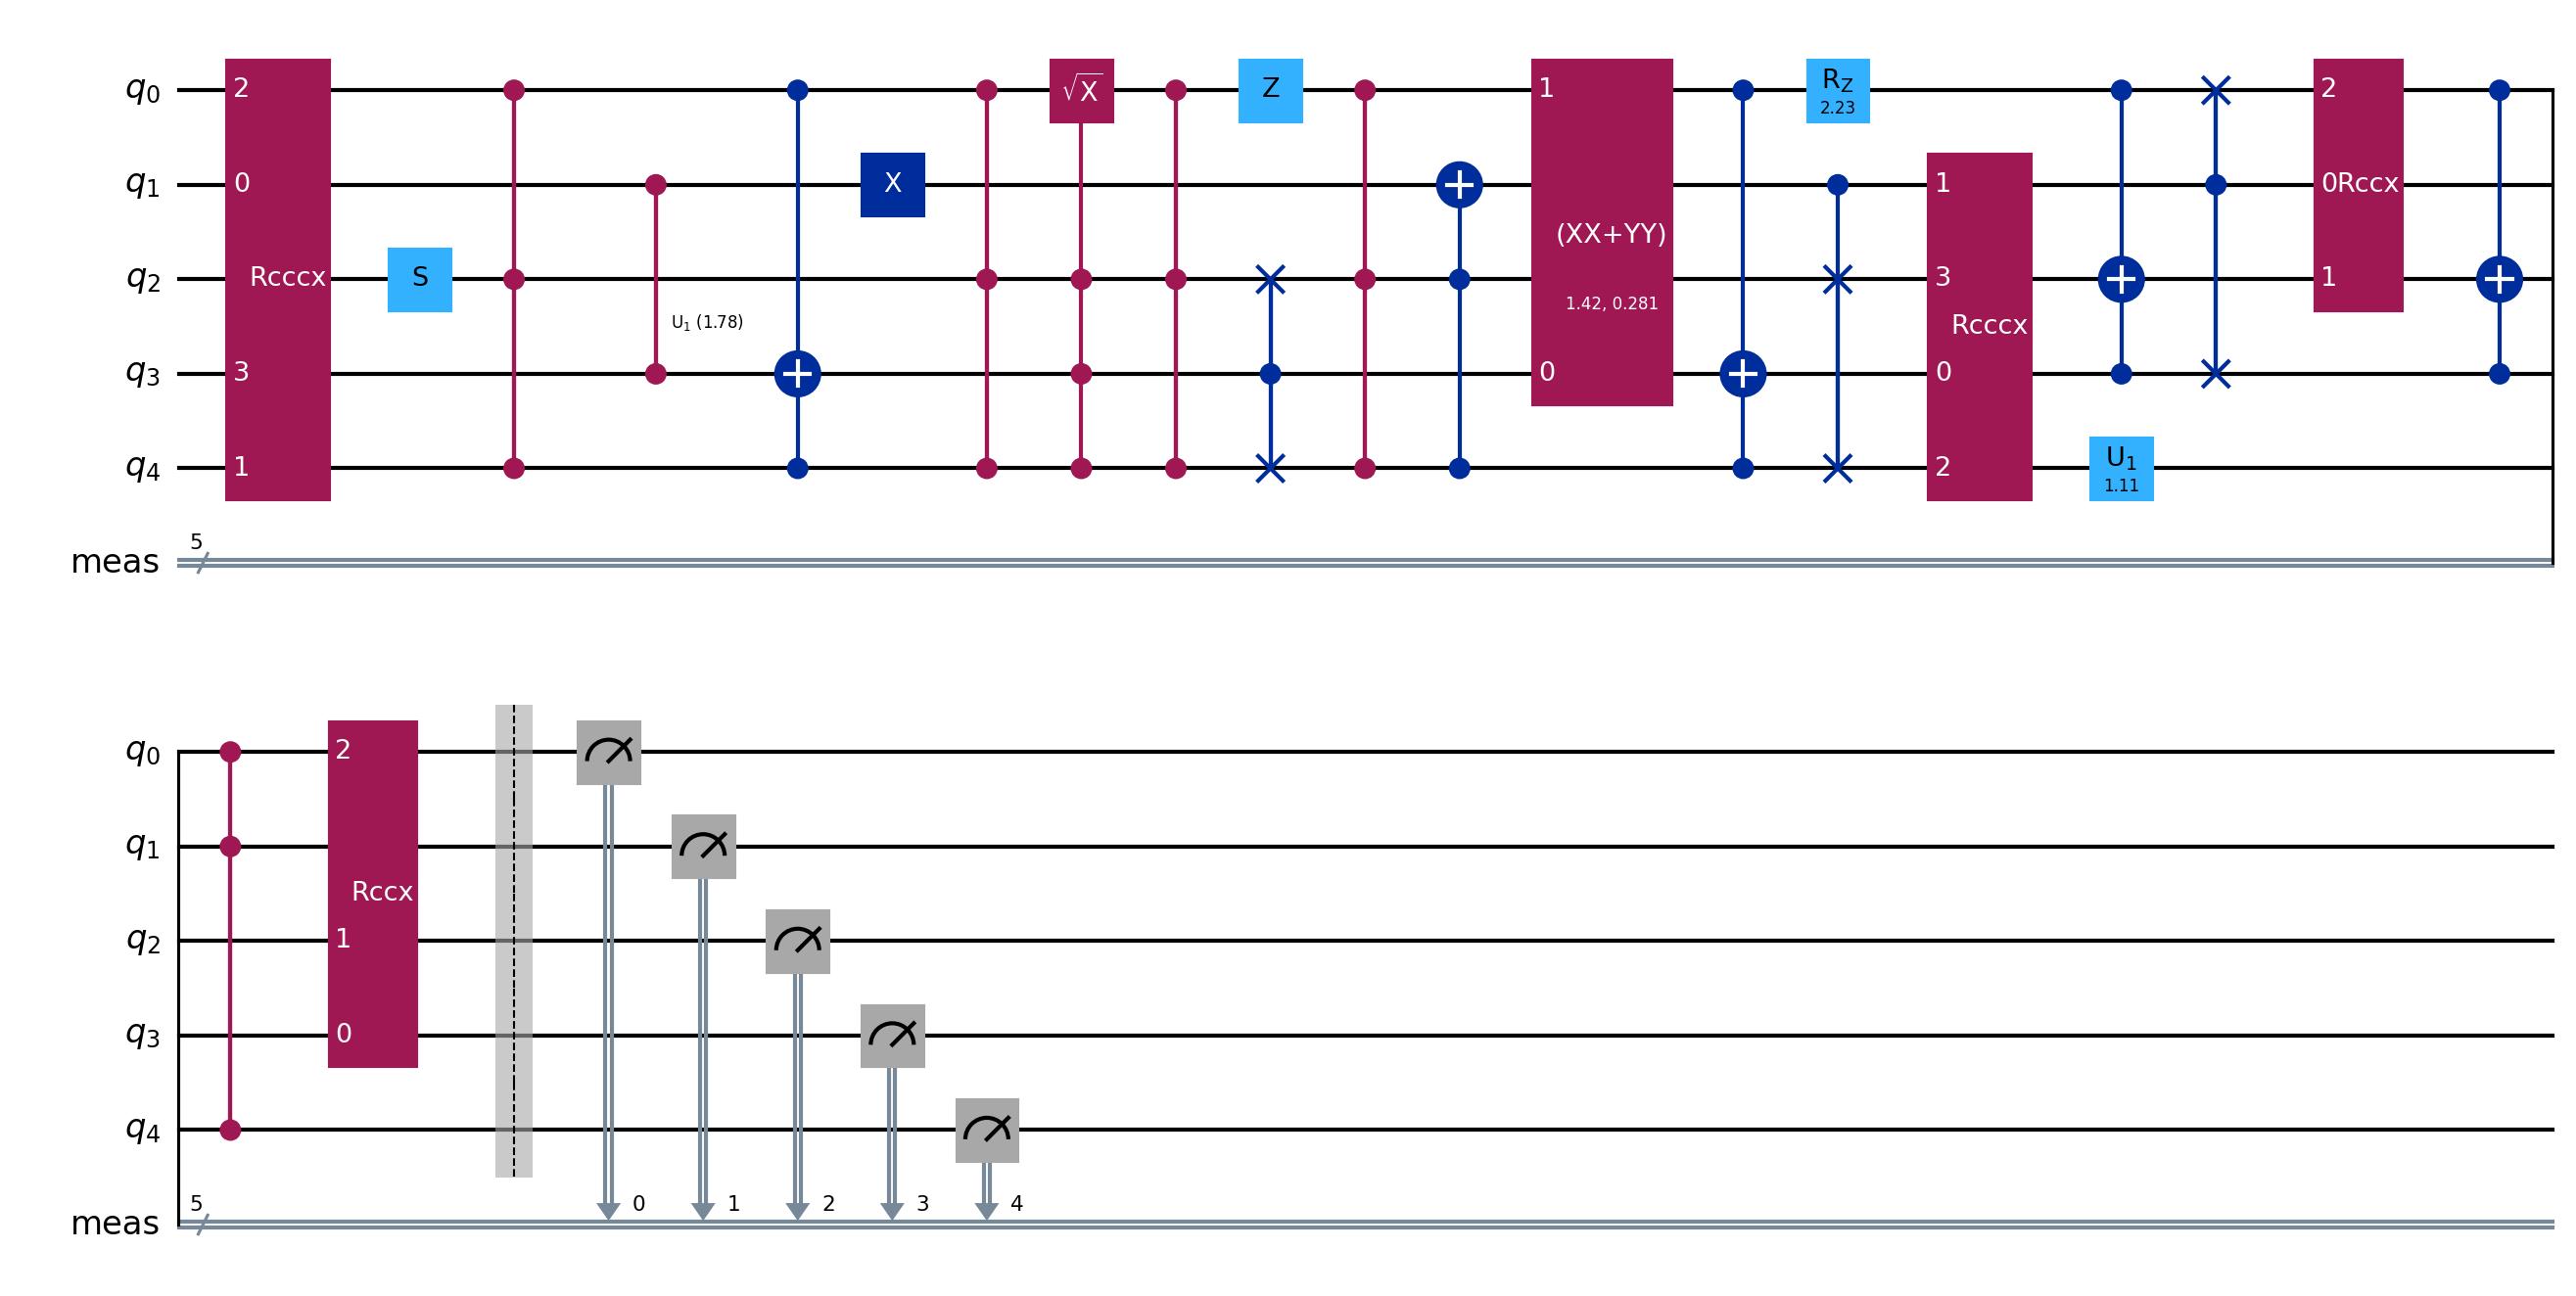 2 √X Z 1 R_Z 2
q_0 2.23
q_1 0 X 1 0Rccx
(XX+YY)
q_2 Rcccx S 3 1
1.42, 0.281
U_1 (1.78) Rcccx
q_3 3 0 0
q_4 1 2 U_1
1.11
5
meas
q_0 2
q_1
Rccx
q_2 1
q_3 0
q_4
5 0 1 2 3 4
meas